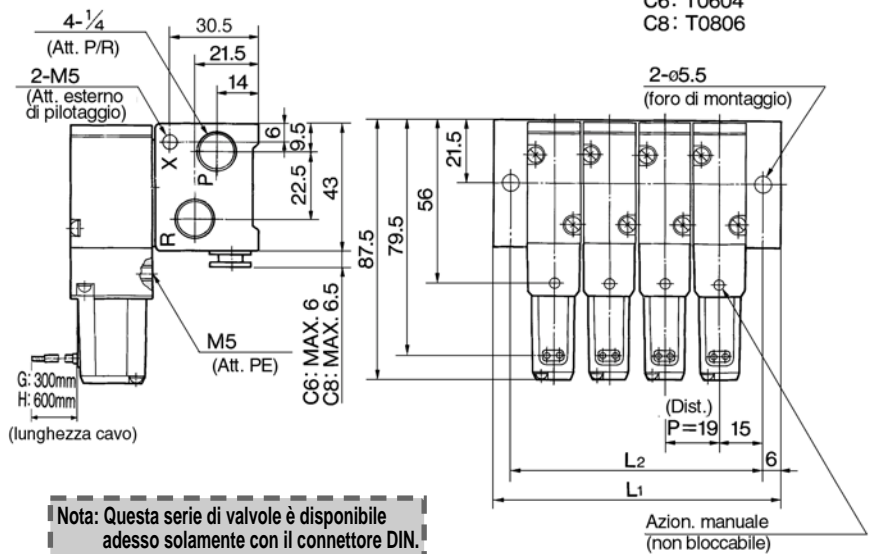 C6: T0604
C8: T0806
4-1/4
(Att. P/R)
30.5
21.5
14
2-M5
(Att. esterno
di pilotaggio)
6
9.5
22.5
43
X
P
R
M5
(Att. PE)
C6: MAX. 6
C8: MAX. 6.5
G: 300mm
H: 600mm
(lunghezza cavo)
2-ø5.5
(foro di montaggio)
21.5
56
79.5
87.5
(Dist.)
P=19
15
L2
6
L1
Azion. manuale
(non bloccabile)
Nota: Questa serie di valvole è disponibile
adesso solamente con il connettore DIN.